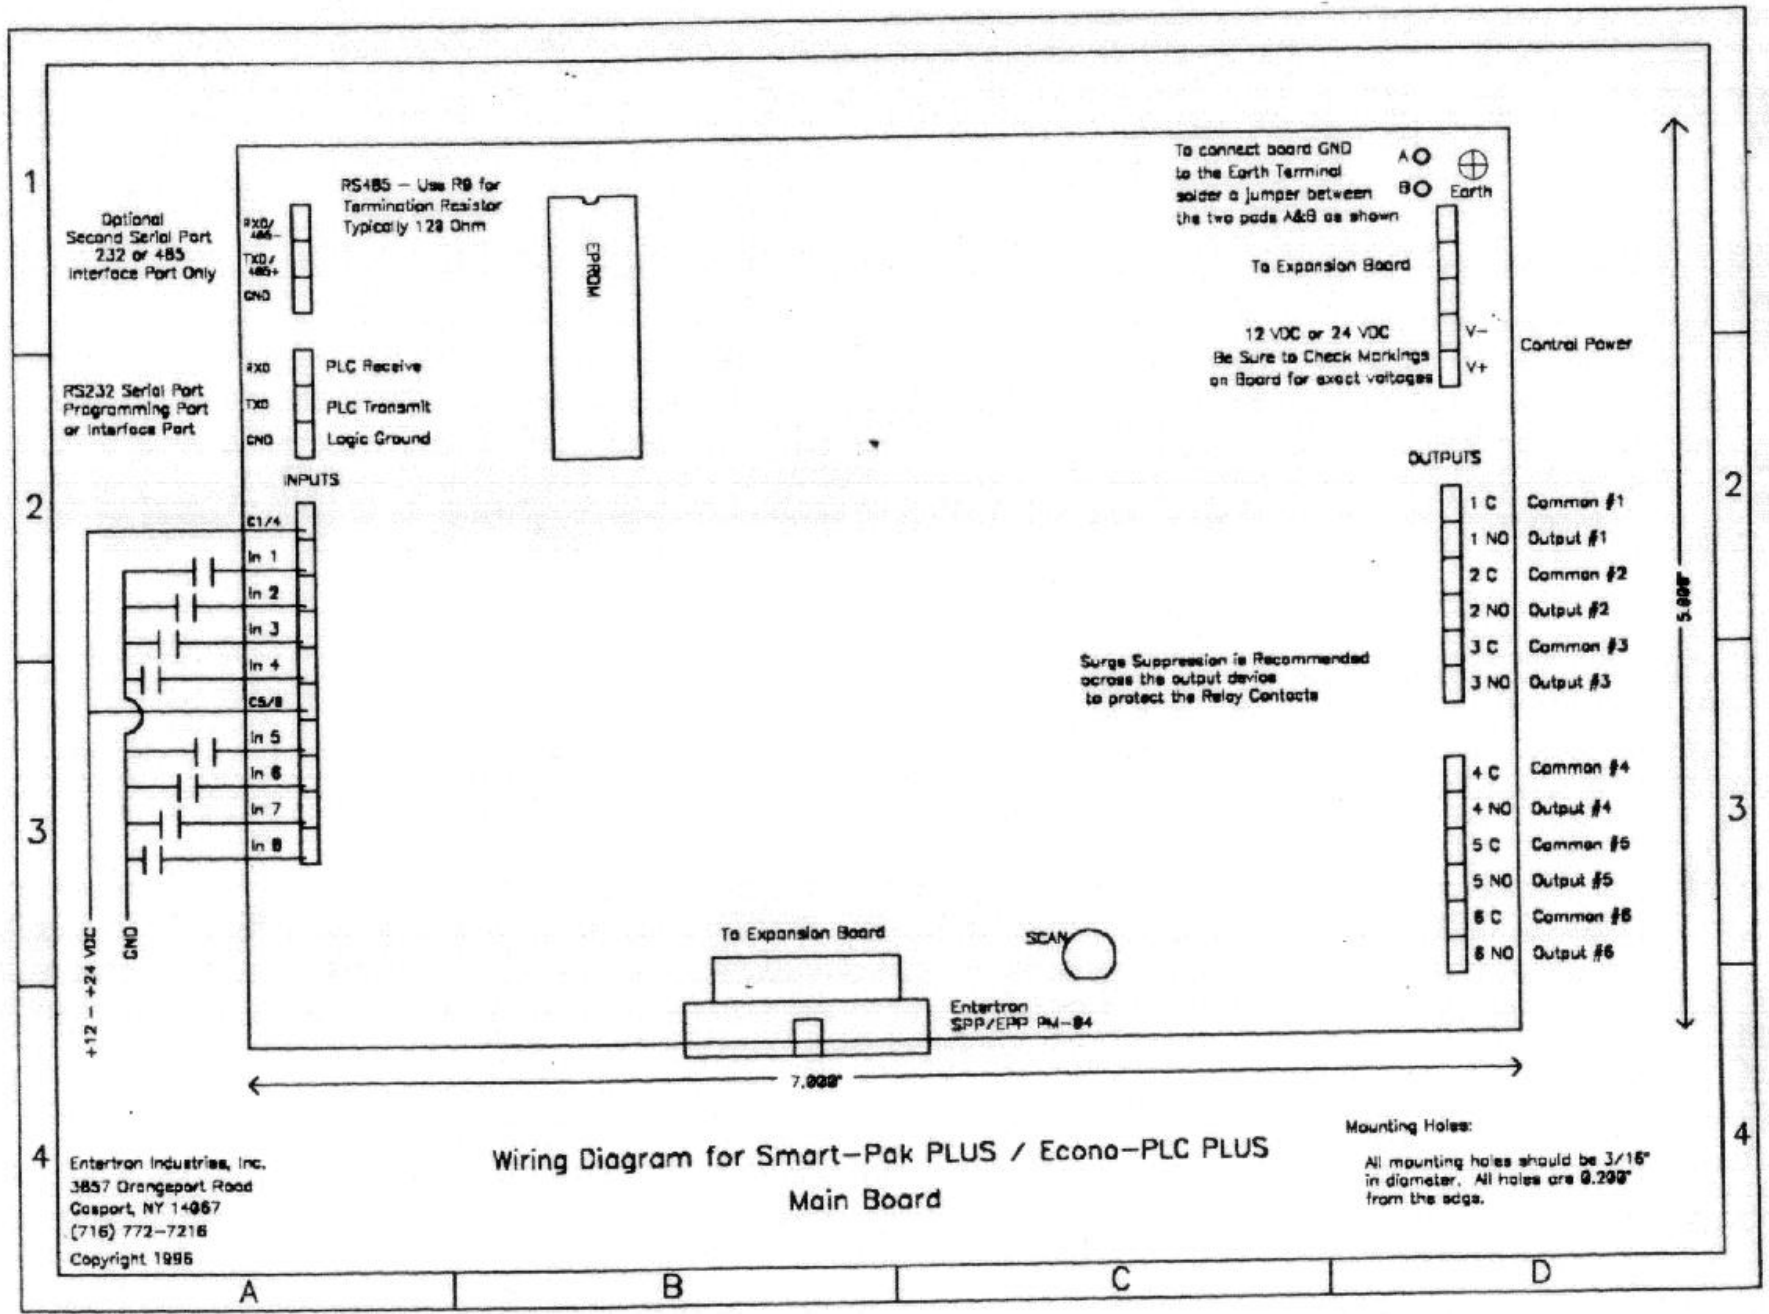 1
2
3
4
Optional
Second Serial Port
232 or 485
Interface Port Only
RXD/
485-
TXD/
485+
GND
RS485 - Use R9 for
Termination Resistor
Typically 120 Ohm
EPROM
To connect board GND
to the Earth Terminal
solder a jumper between
the two pads A&B as shown
A
B
Earth
To Expansion Board
12 VDC or 24 VDC
Be Sure to Check Markings
on Board for exact voltages
V-
V+
Control Power
RS232 Serial Port
Programming Port
or Interface Port
RXD
PLC Receive
TXD
PLC Transmit
GND
Logic Ground
INPUTS
C1/4
In 1
In 2
In 3
In 4
C5/8
In 5
In 6
In 7
In 8
+12 - +24 VDC
GND
OUTPUTS
1 C Common #1
1 NO Output #1
2 C Common #2
2 NO Output #2
3 C Common #3
3 NO Output #3
4 C Common #4
4 NO Output #4
5 C Common #5
5 NO Output #5
6 C Common #6
6 NO Output #6
Surge Suppression is Recommended
across the output device
to protect the Relay Contacts
5.000"
2
3
4
To Expansion Board
SCAN
Entertron
SPP/EPP PM-04
7.000"
Wiring Diagram for Smart-Pak PLUS / Econo-PLC PLUS
Main Board
Mounting Holes:
All mounting holes should be 3/16"
in diameter. All holes are 0.200"
from the edge.
Entertron Industries, Inc.
3857 Orangeport Road
Gasport, NY 14067
(716) 772-7216
Copyright 1996
A
B
C
D